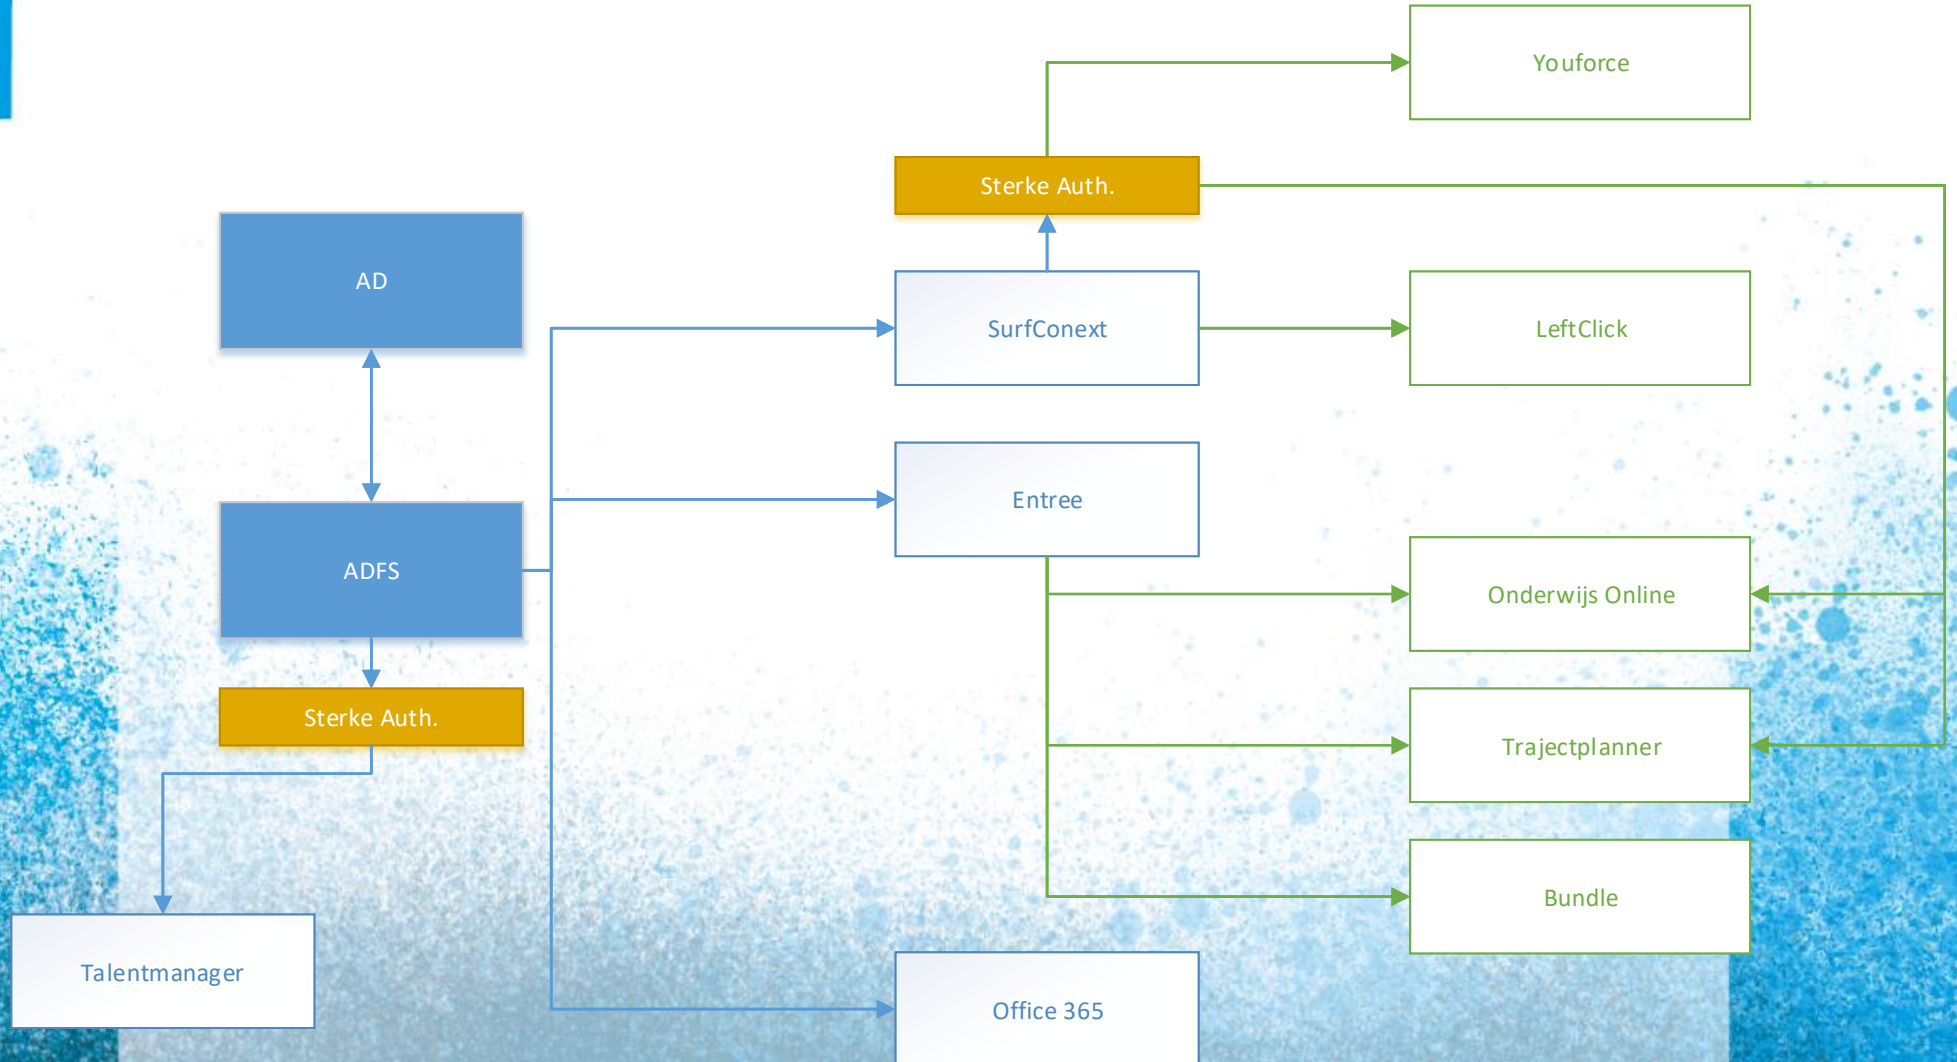 Youforce
Sterke Auth.
AD
SurfConext
LeftClick
Entree
ADFS
Onderwijs Online
Sterke Auth.
Trajectplanner
Bundle
Talentmanager
Office 365